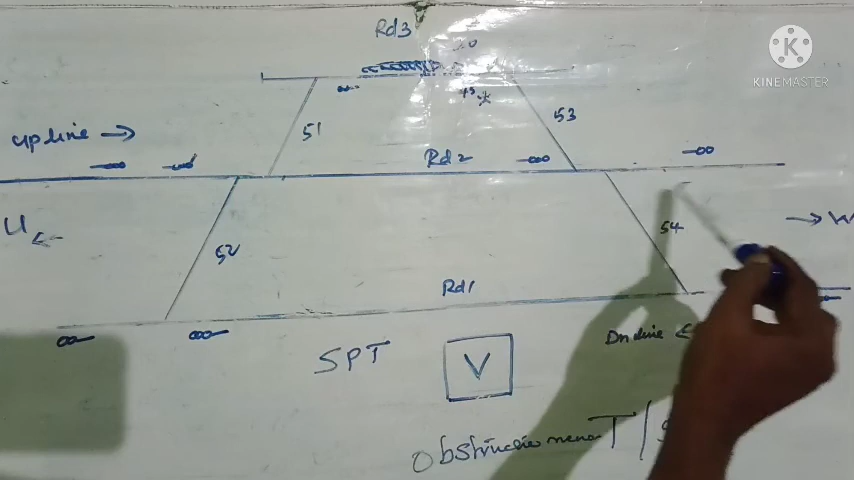 Rd3
KINEMASTER
53
51
up line →
Rd2
U ←
→ W
54
52
Rd1
SPT
V
Dn line ←
T/